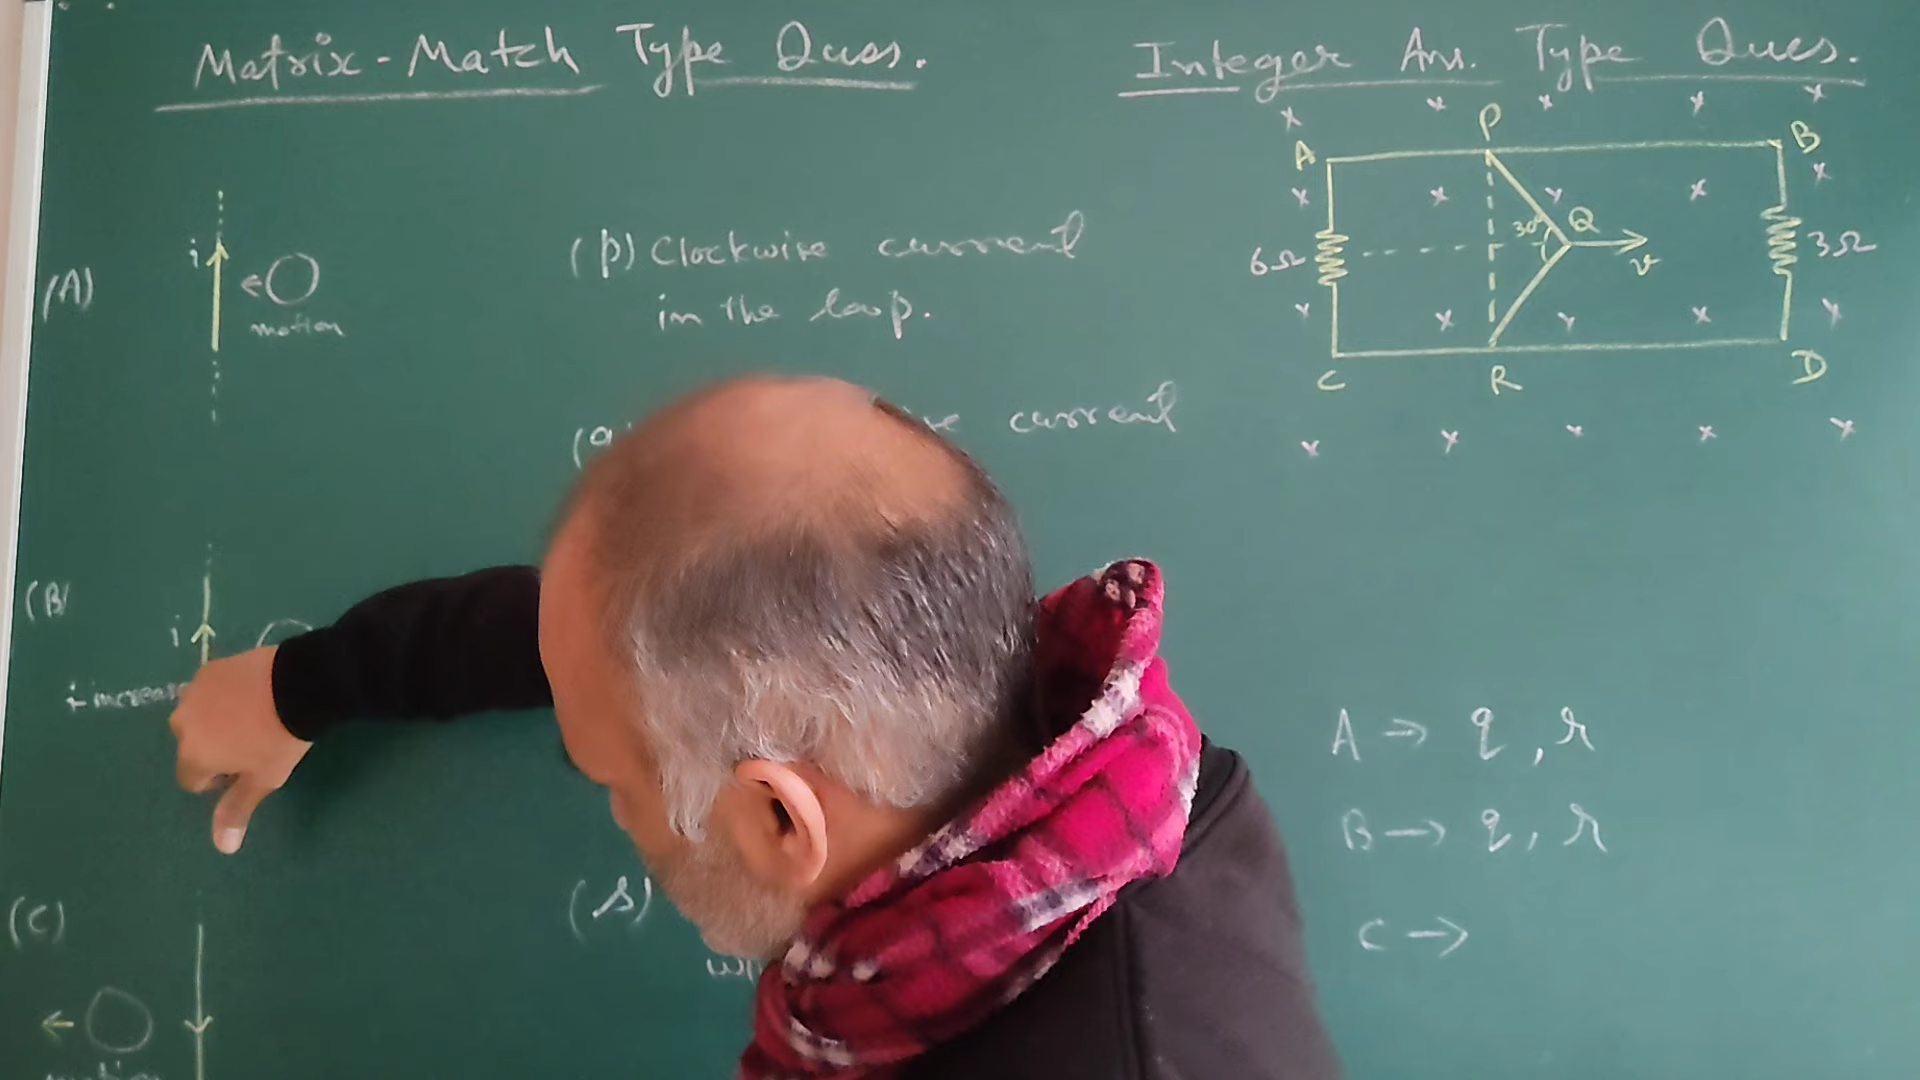 Matrix-Match Type Ques.
(A)
i
motion
(p) Clockwise current
in the loop.
(q)
current
(B)
i
i increas
(s)
(C)
Integer Ans. Type Ques.
A P B
6Ω 30° Q v 3Ω
C R D
A → q, r
B → q, r
C →